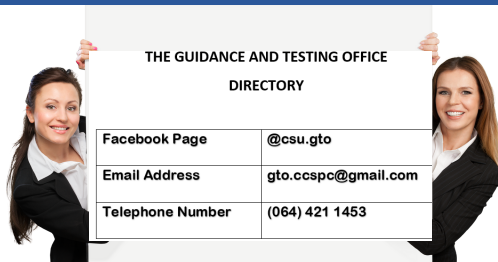 THE GUIDANCE AND TESTING OFFICE
DIRECTORY
Facebook Page @csu.gto
Email Address gto.ccspc@gmail.com
Telephone Number (064) 421 1453